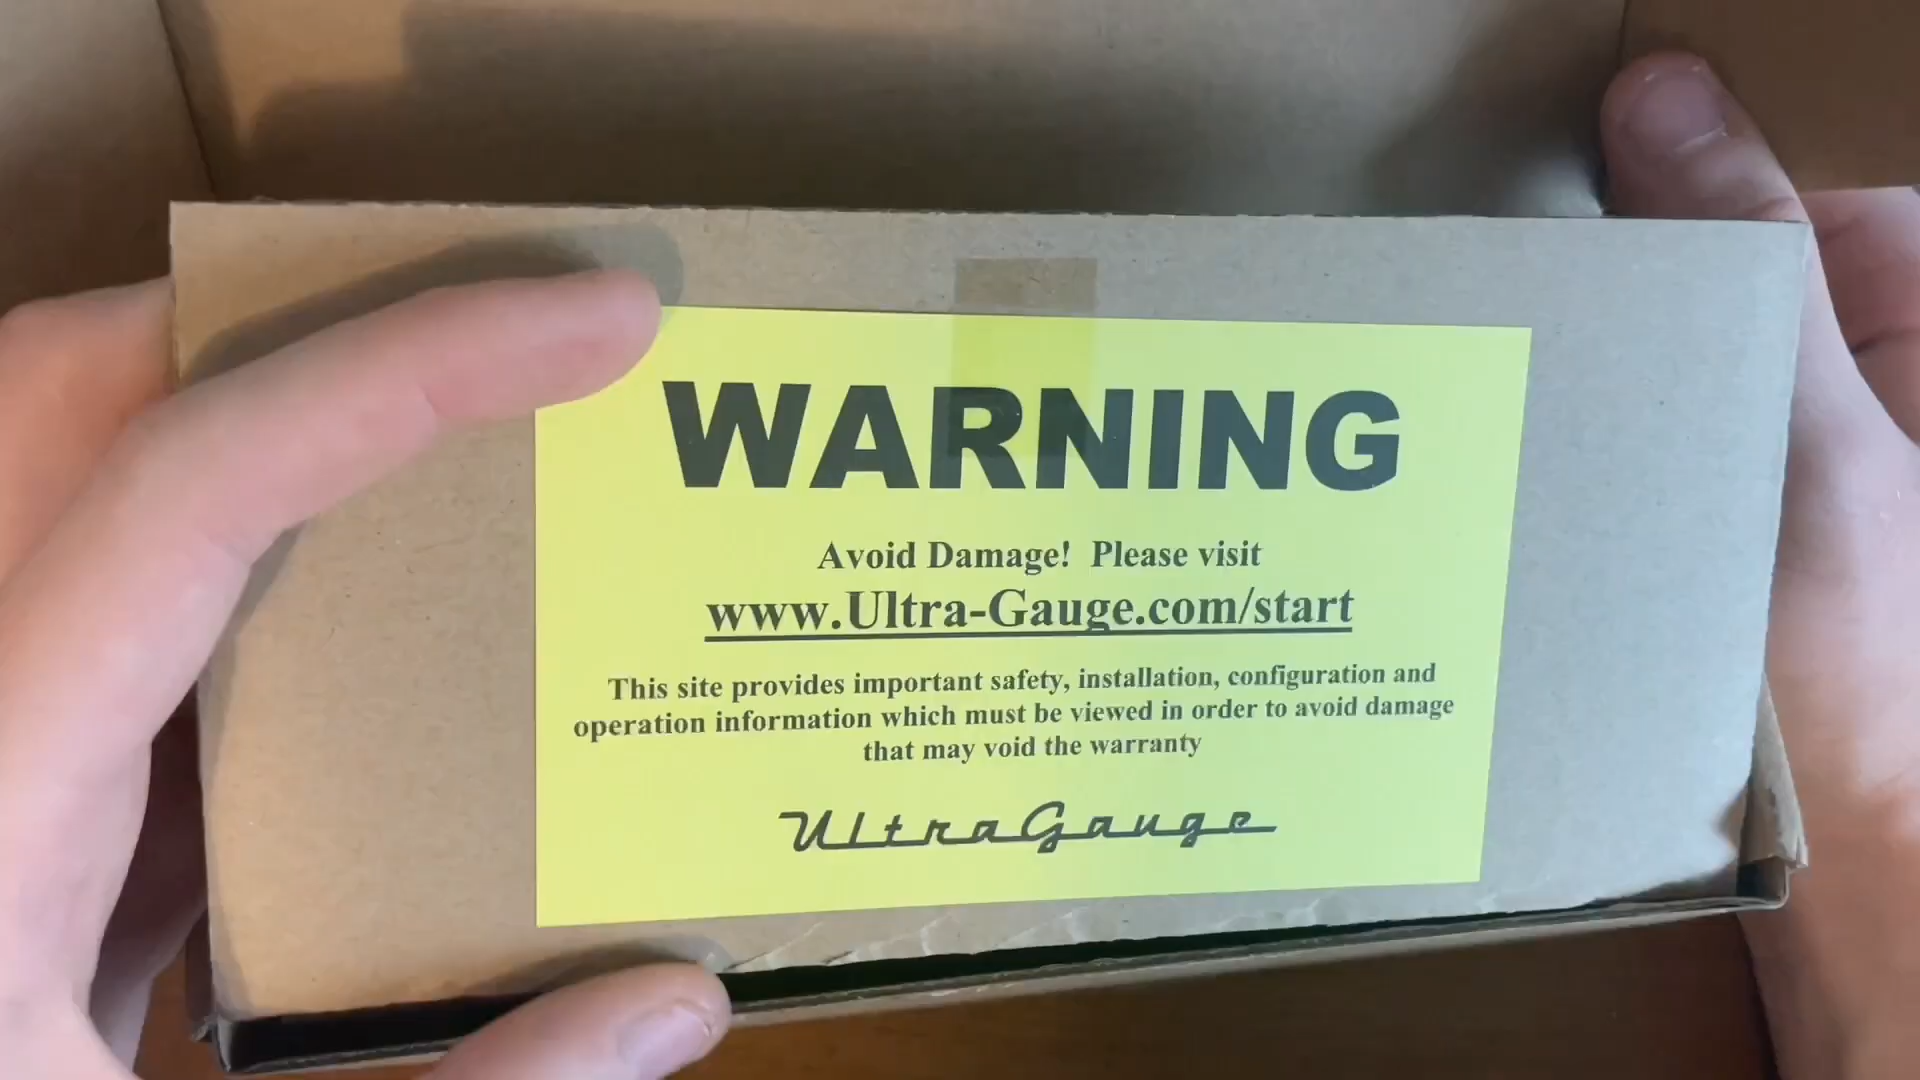 WARNING
Avoid Damage! Please visit
www.Ultra-Gauge.com/start
This site provides important safety, installation, configuration and
operation information which must be viewed in order to avoid damage
that may void the warranty
UltraGauge